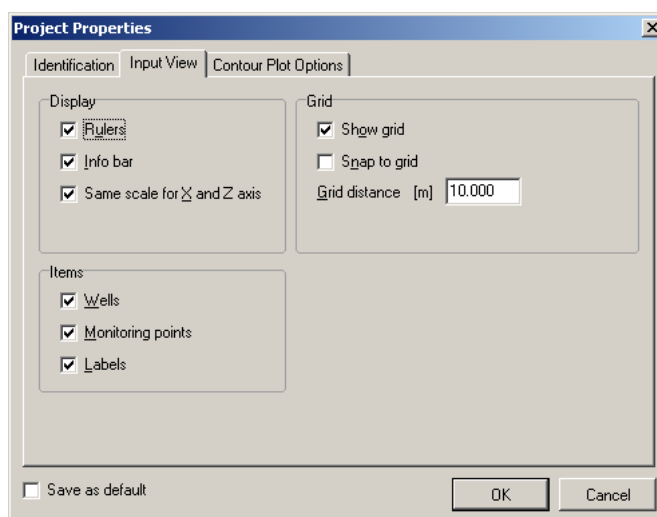 Project Properties
Identification
Input View
Contour Plot Options
Display
Rulers
Info bar
Same scale for X and Z axis
Grid
Show grid
Snap to grid
Grid distance [m] 10.000
Items
Wells
Monitoring points
Labels
Save as default
OK
Cancel